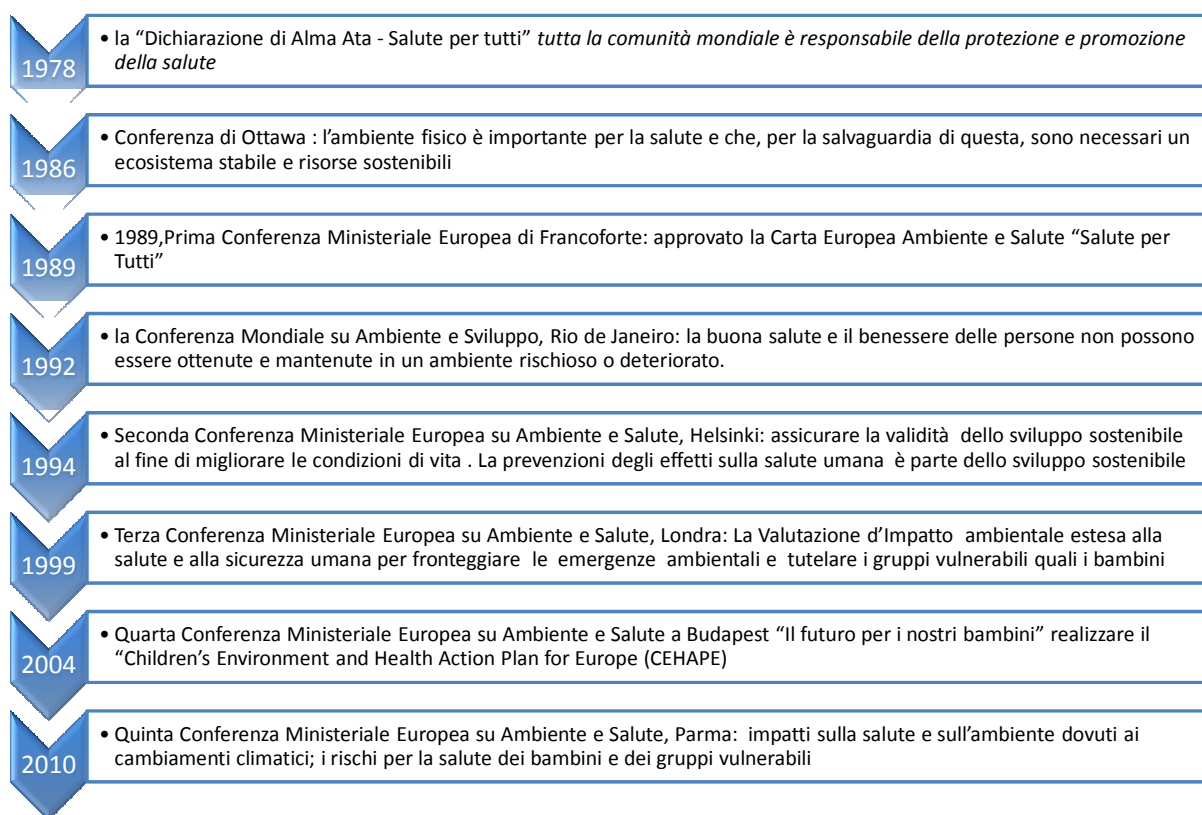 1978
• la “Dichiarazione di Alma Ata - Salute per tutti” tutta la comunità mondiale è responsabile della protezione e promozione
della salute
1986
• Conferenza di Ottawa : l’ambiente fisico è importante per la salute e che, per la salvaguardia di questa, sono necessari un
ecosistema stabile e risorse sostenibili
1989
• 1989,Prima Conferenza Ministeriale Europea di Francoforte: approvato la Carta Europea Ambiente e Salute “Salute per
Tutti”
1992
• la Conferenza Mondiale su Ambiente e Sviluppo, Rio de Janeiro: la buona salute e il benessere delle persone non possono
essere ottenute e mantenute in un ambiente rischioso o deteriorato.
1994
• Seconda Conferenza Ministeriale Europea su Ambiente e Salute, Helsinki: assicurare la validità dello sviluppo sostenibile
al fine di migliorare le condizioni di vita . La prevenzioni degli effetti sulla salute umana è parte dello sviluppo sostenibile
1999
• Terza Conferenza Ministeriale Europea su Ambiente e Salute, Londra: La Valutazione d’Impatto ambientale estesa alla
salute e alla sicurezza umana per fronteggiare le emergenze ambientali e tutelare i gruppi vulnerabili quali i bambini
2004
• Quarta Conferenza Ministeriale Europea su Ambiente e Salute a Budapest “Il futuro per i nostri bambini” realizzare il
“Children’s Environment and Health Action Plan for Europe (CEHAPE)
2010
• Quinta Conferenza Ministeriale Europea su Ambiente e Salute, Parma: impatti sulla salute e sull’ambiente dovuti ai
cambiamenti climatici; i rischi per la salute dei bambini e dei gruppi vulnerabili